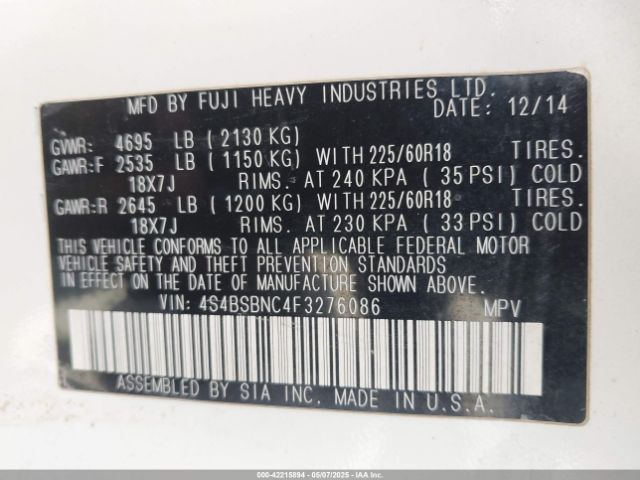 MFD BY FUJI HEAVY INDUSTRIES LTD.
DATE: 12/14
GVWR: 4695 LB ( 2130 KG)
GAWR:F 2535 LB ( 1150 KG) WITH 225/60R18 TIRES.
18X7J RIMS. AT 240 KPA ( 35 PSI) COLD
GAWR:R 2645 LB ( 1200 KG) WITH 225/60R18 TIRES.
18X7J RIMS. AT 230 KPA ( 33 PSI) COLD
THIS VEHICLE CONFORMS TO ALL APPLICABLE FEDERAL MOTOR
VEHICLE SAFETY AND THEFT PREVENTION STANDARDS
IN EFFECT ON THE DATE OF MANUFACTURE SHOWN ABOVE.
VIN: 4S4BSBNC4F3276086 MPV
ASSEMBLED BY SIA INC. MADE IN U.S.A.
000-42215894 - 05/07/2025 - IAAI.COM